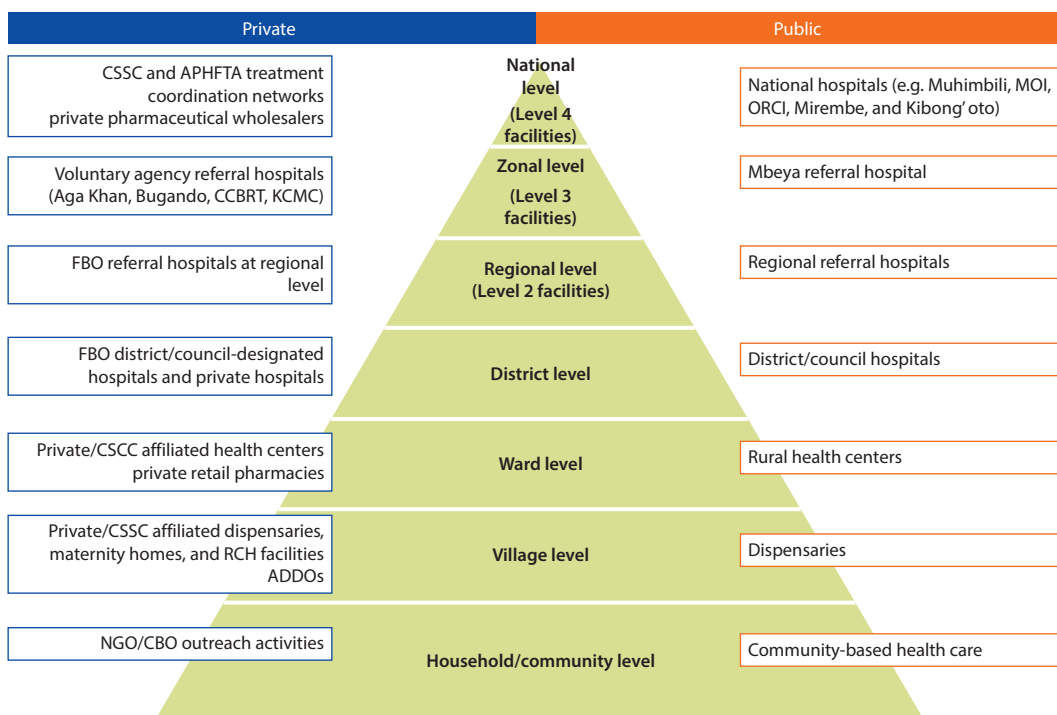 Private
Public
CSSC and APHFTA treatment
coordination networks
private pharmaceutical wholesalers
National
level
(Level 4
facilities)
National hospitals (e.g. Muhimbili, MOI,
ORCI, Mirembe, and Kibong’ oto)
Voluntary agency referral hospitals
(Aga Khan, Bugando, CCBRT, KCMC)
Zonal level
(Level 3
facilities)
Mbeya referral hospital
FBO referral hospitals at regional
level
Regional level
(Level 2 facilities)
Regional referral hospitals
FBO district/council-designated
hospitals and private hospitals
District level
District/council hospitals
Private/CSCC affiliated health centers
private retail pharmacies
Ward level
Rural health centers
Private/CSSC affiliated dispensaries,
maternity homes, and RCH facilities
ADDOs
Village level
Dispensaries
NGO/CBO outreach activities
Household/community level
Community-based health care